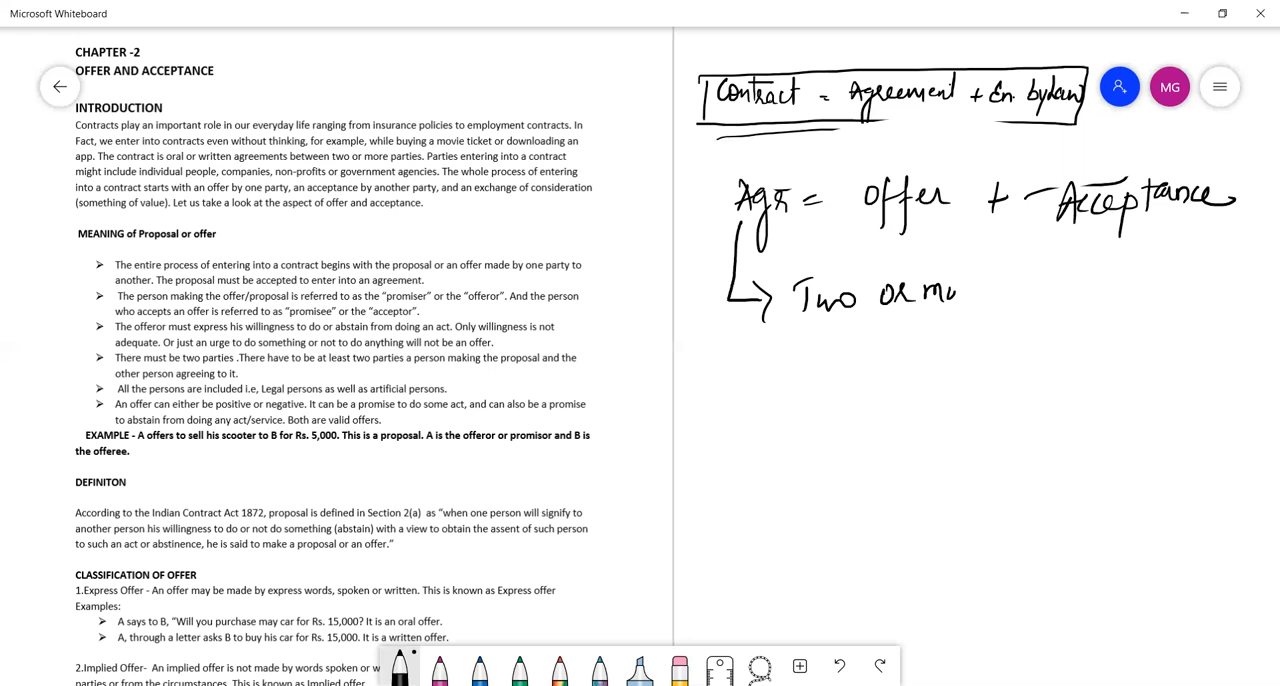 Microsoft Whiteboard
CHAPTER -2
OFFER AND ACCEPTANCE
INTRODUCTION
Contracts play an important role in our everyday life ranging from insurance policies to employment contracts. In
Fact, we enter into contracts even without thinking, for example, while buying a movie ticket or downloading an
app. The contract is oral or written agreements between two or more parties. Parties entering into a contract
might include individual people, companies, non-profits or government agencies. The whole process of entering
into a contract starts with an offer by one party, an acceptance by another party, and an exchange of consideration
(something of value). Let us take a look at the aspect of offer and acceptance.
MEANING of Proposal or offer
➢ The entire process of entering into a contract begins with the proposal or an offer made by one party to
another. The proposal must be accepted to enter into an agreement.
➢ The person making the offer/proposal is referred to as the “promiser” or the “offeror”. And the person
who accepts an offer is referred to as “promisee” or the “acceptor”.
➢ The offeror must express his willingness to do or abstain from doing an act. Only willingness is not
adequate. Or just an urge to do something or not to do anything will not be an offer.
➢ There must be two parties .There have to be at least two parties a person making the proposal and the
other person agreeing to it.
➢ All the persons are included i.e, Legal persons as well as artificial persons.
➢ An offer can either be positive or negative. It can be a promise to do some act, and can also be a promise
to abstain from doing any act/service. Both are valid offers.
EXAMPLE - A offers to sell his scooter to B for Rs. 5,000. This is a proposal. A is the offeror or promisor and B is
the offeree.
DEFINITON
According to the Indian Contract Act 1872, proposal is defined in Section 2(a) as “when one person will signify to
another person his willingness to do or not do something (abstain) with a view to obtain the assent of such person
to such an act or abstinence, he is said to make a proposal or an offer.”
CLASSIFICATION OF OFFER
1.Express Offer - An offer may be made by express words, spoken or written. This is known as Express offer
Examples:
➢ A says to B, “Will you purchase may car for Rs. 15,000? It is an oral offer.
➢ A, through a letter asks B to buy his car for Rs. 15,000. It is a written offer.
2.Implied Offer- An implied offer is not made by words spoken or w
parties or from the circumstances. This is known as Implied offer
Contract = Agreement + En. by law
MG
Agr = offer + Acceptance
Two or mo